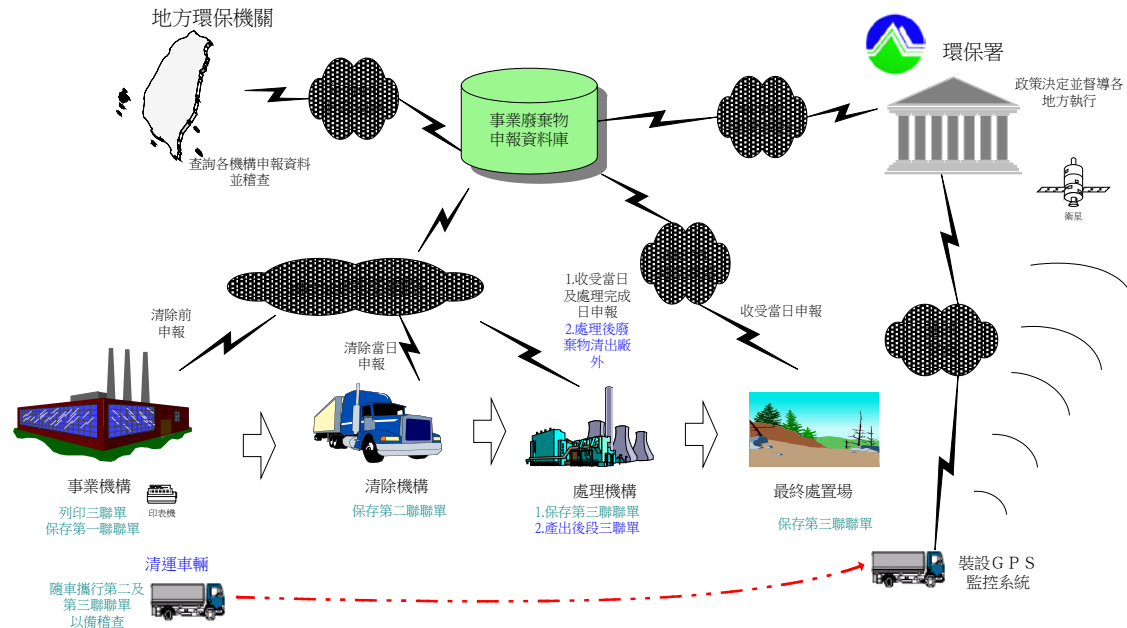 地方環保機關
環保署
政策決定並督導各
地方執行
事業廢棄物
申報資料庫
查詢各機構申報資料
並稽查
衛星
1.收受當日
及處理完成
日申報
2.處理後廢
棄物清出廠
外
收受當日申報
清除前
申報
清除當日
申報
事業機構
印表機
列印三聯單
保存第一聯聯單
清除機構
保存第二聯聯單
處理機構
1.保存第三聯聯單
2.產出後段三聯單
最終處置場
保存第三聯聯單
清運車輛
隨車攜行第二及
第三聯聯單
以備稽查
裝設ＧＰＳ
監控系統